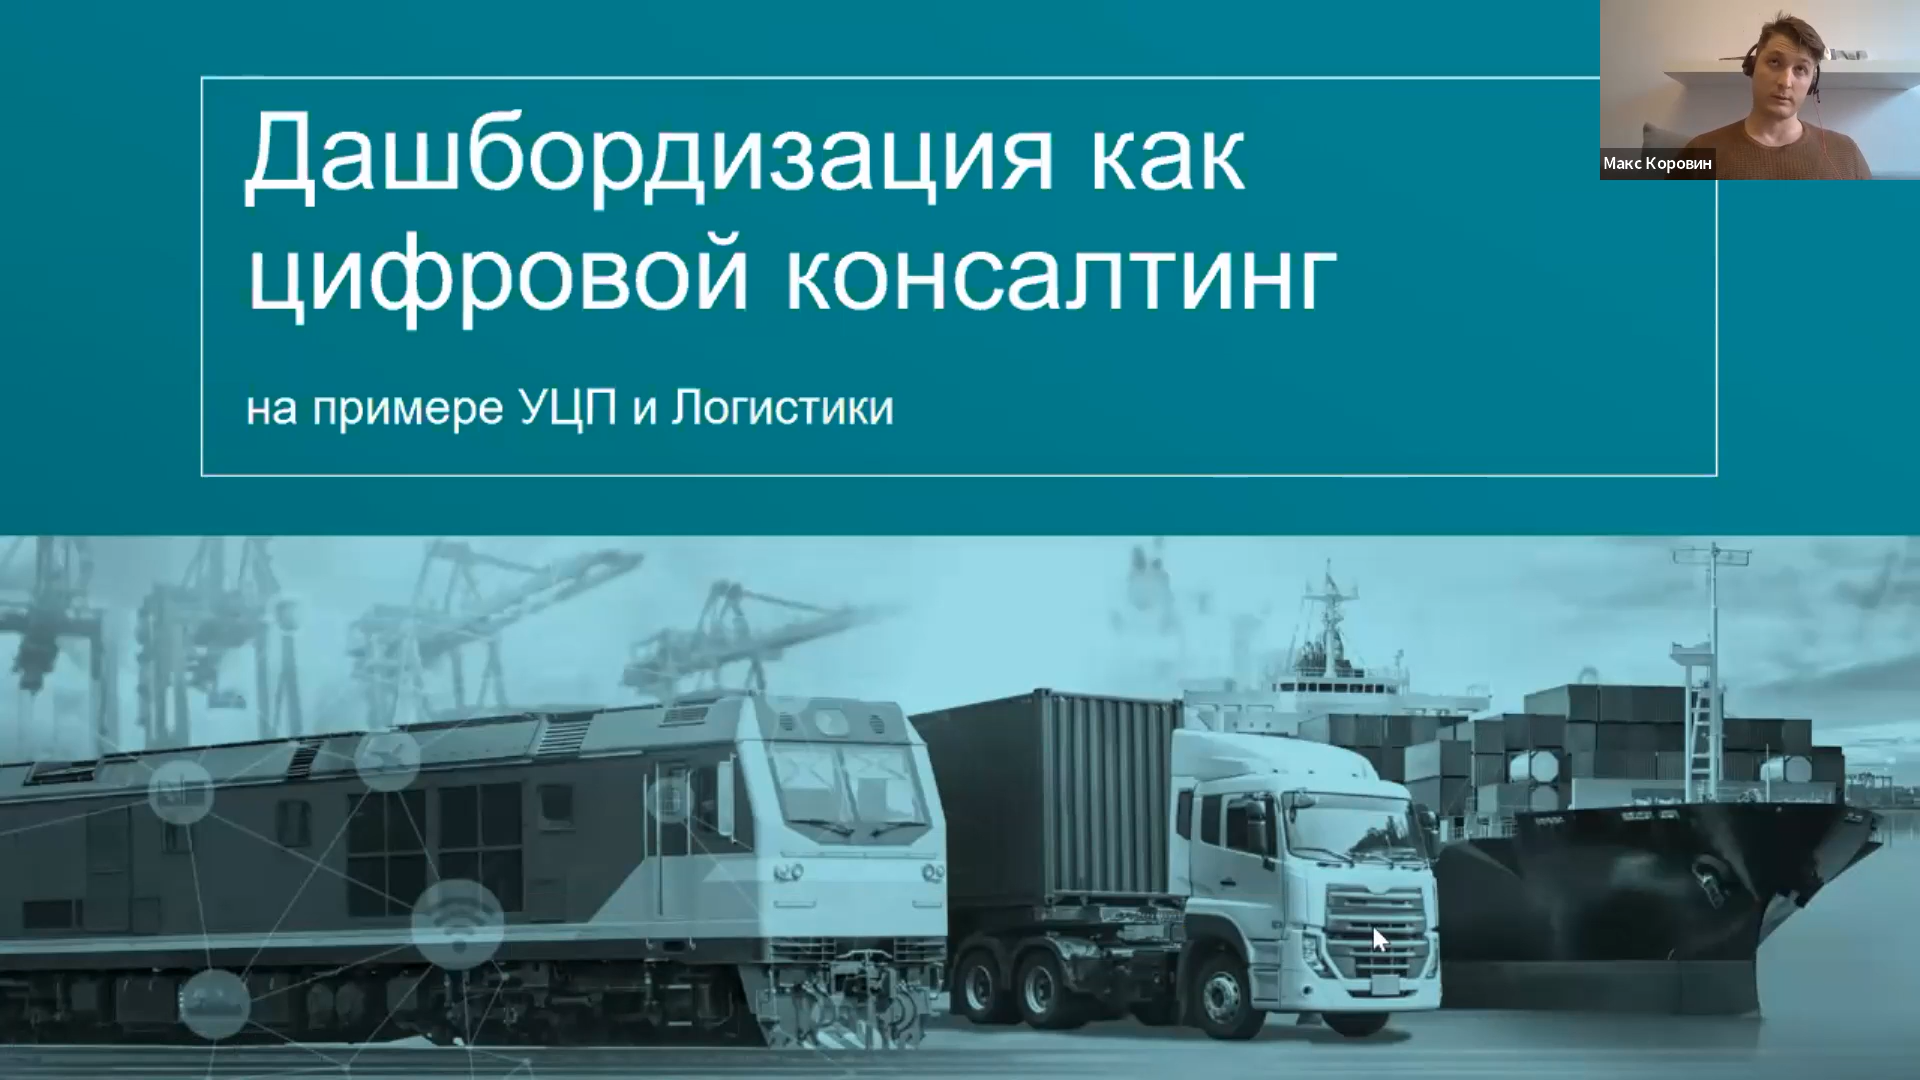 Дашбордизация как
цифровой консалтинг
на примере УЦП и Логистики
Макс Коровин